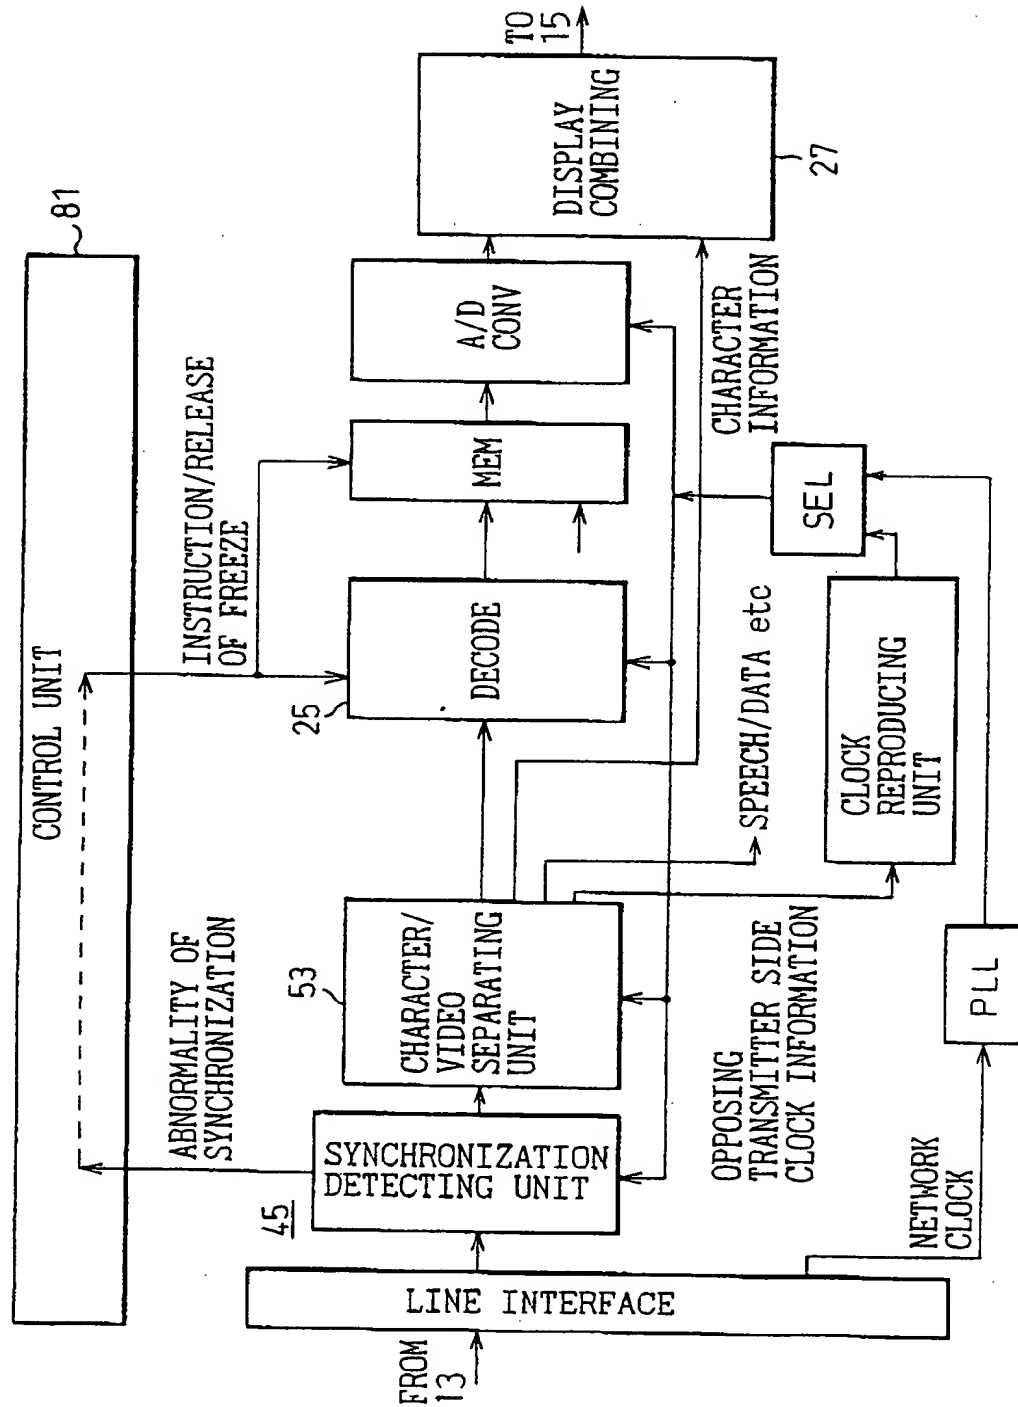 CONTROL UNIT
81
ABNORMALITY OF
SYNCHRONIZATION
INSTRUCTION/RELEASE
OF FREEZE
FROM
13
LINE INTERFACE
45
SYNCHRONIZATION
DETECTING UNIT
53
CHARACTER/
VIDEO
SEPARATING
UNIT
25
DECODE
MEM
A/D
CONV
DISPLAY
COMBINING
27
TO
15
CHARACTER
INFORMATION
SPEECH/DATA etc
OPPOSING
TRANSMITTER SIDE
CLOCK INFORMATION
CLOCK
REPRODUCING
UNIT
SEL
NETWORK
CLOCK
PLL